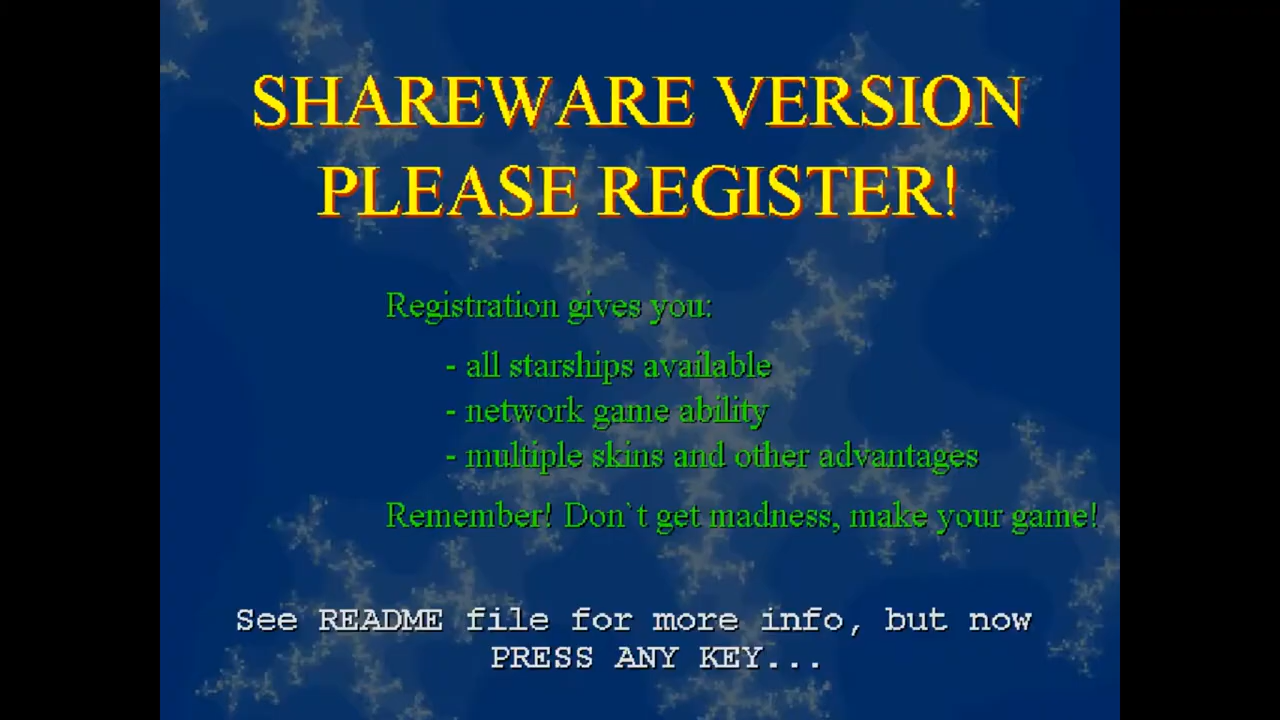 SHAREWARE VERSION
PLEASE REGISTER!
Registration gives you:
- all starships available
- network game ability
- multiple skins and other advantages
Remember! Don`t get madness, make your game!
See README file for more info, but now
PRESS ANY KEY...